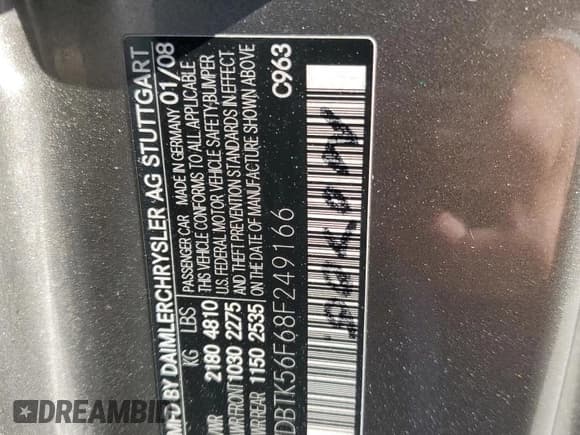 MFD BY DAIMLERCHRYSLER AG STUTTGART
KG LBS PASSENGER CAR MADE IN GERMANY 01/08
THIS VEHICLE CONFORMS TO ALL APPLICABLE
2180 4810 U.S. FEDERAL MOTOR VEHICLE SAFETY,BUMPER
FRONT 1030 2275 AND THEFT PREVENTION STANDARDS IN EFFECT
REAR 1150 2535 ON THE DATE OF MANUFACTURE SHOWN ABOVE
DBTK56F68F249166 C963
DREAMBID